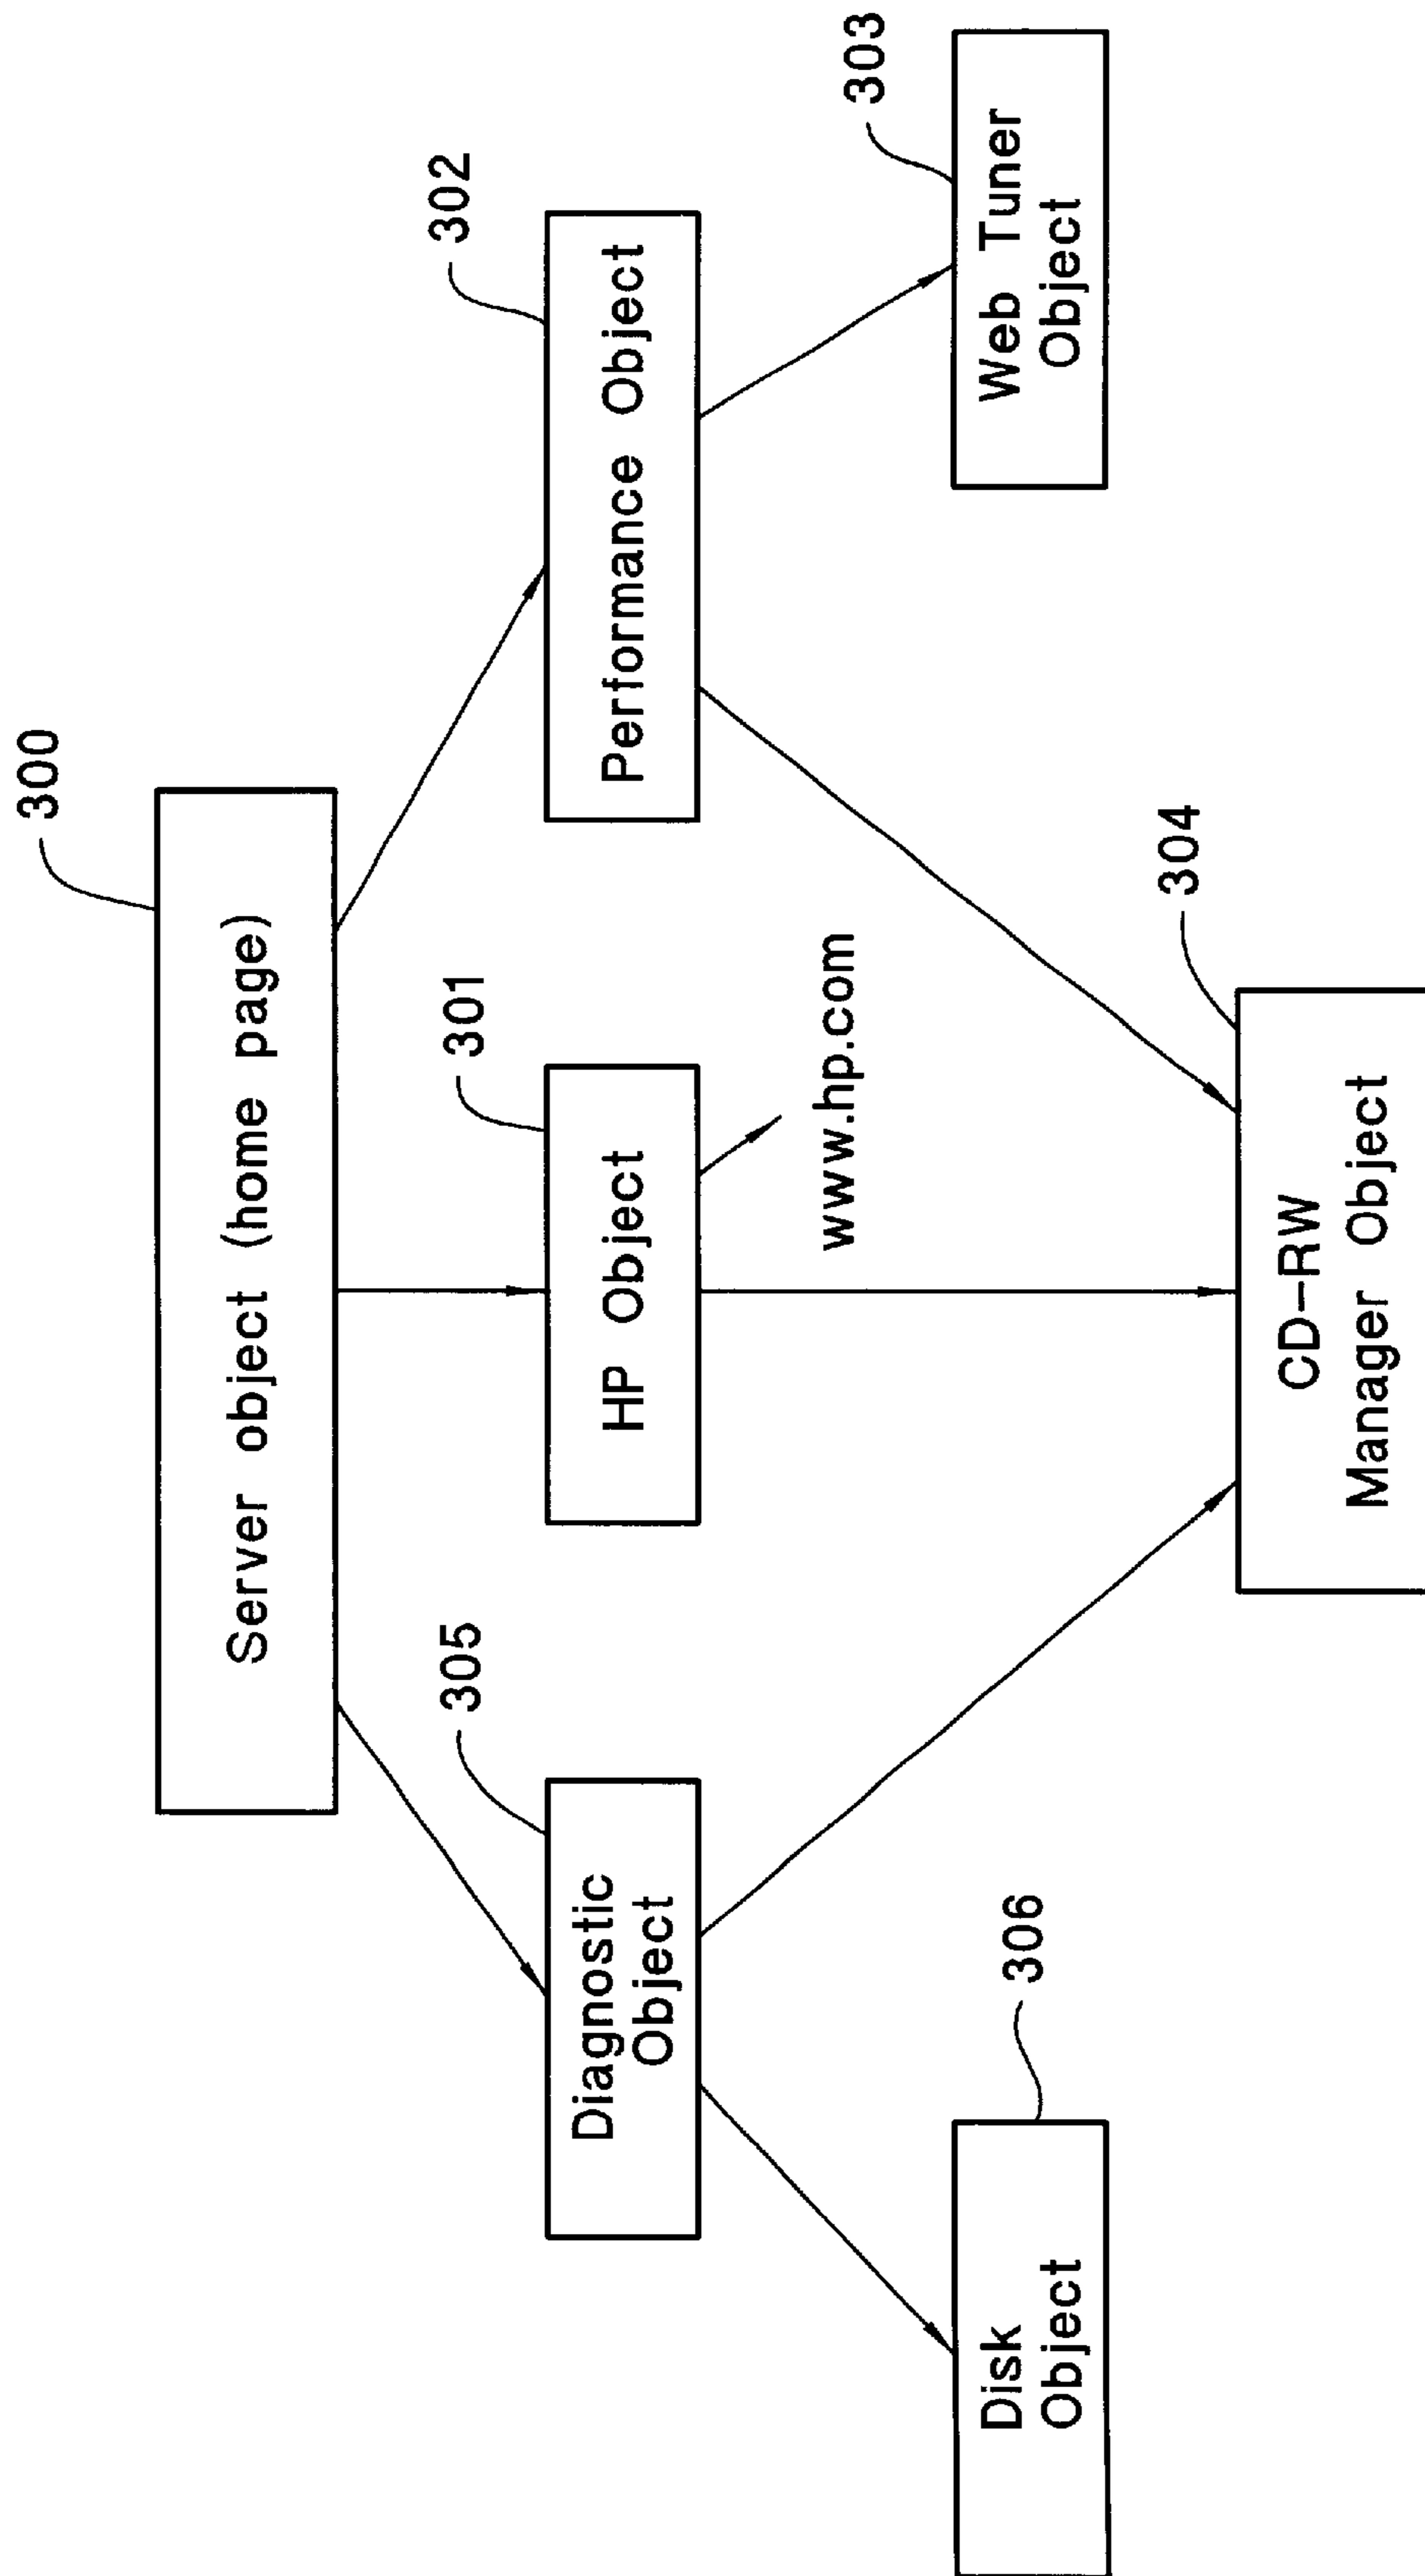 300
Server object (home page)
305
Diagnostic
Object
301
HP Object
302
Performance Object
www.hp.com
306
Disk
Object
303
Web Tuner
Object
304
CD-RW
Manager Object